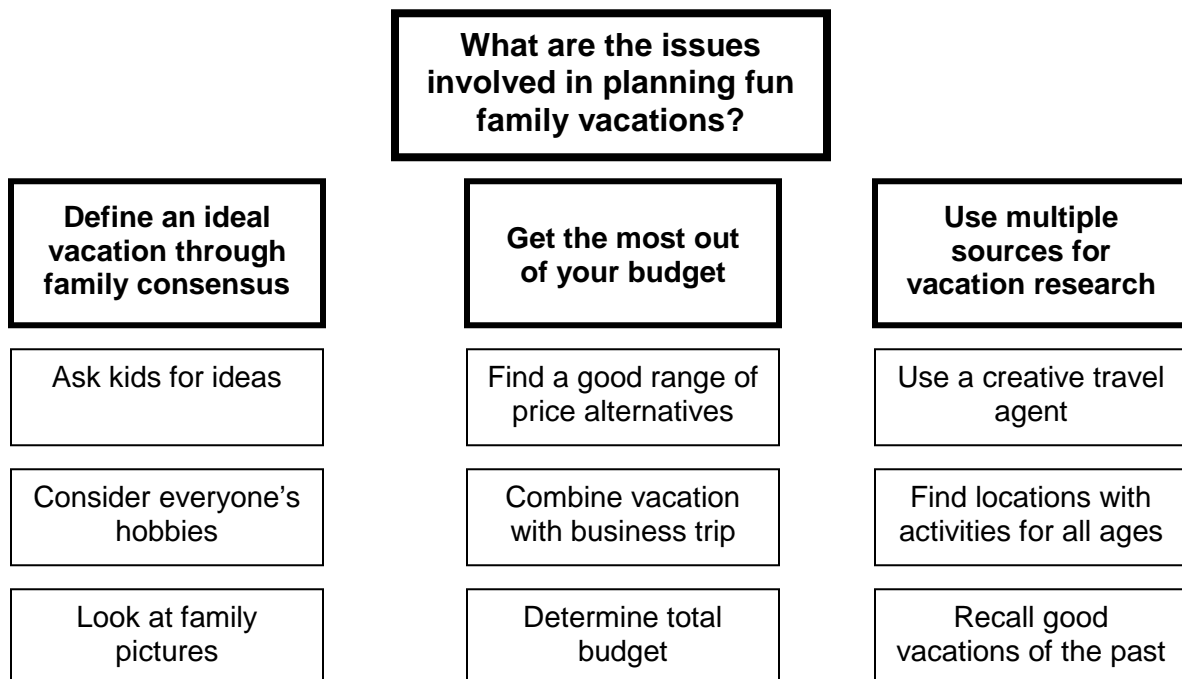 What are the issues
involved in planning fun
family vacations?
Define an ideal
vacation through
family consensus
Get the most out
of your budget
Use multiple
sources for
vacation research
Ask kids for ideas
Find a good range of
price alternatives
Use a creative travel
agent
Consider everyone’s
hobbies
Combine vacation
with business trip
Find locations with
activities for all ages
Look at family
pictures
Determine total
budget
Recall good
vacations of the past